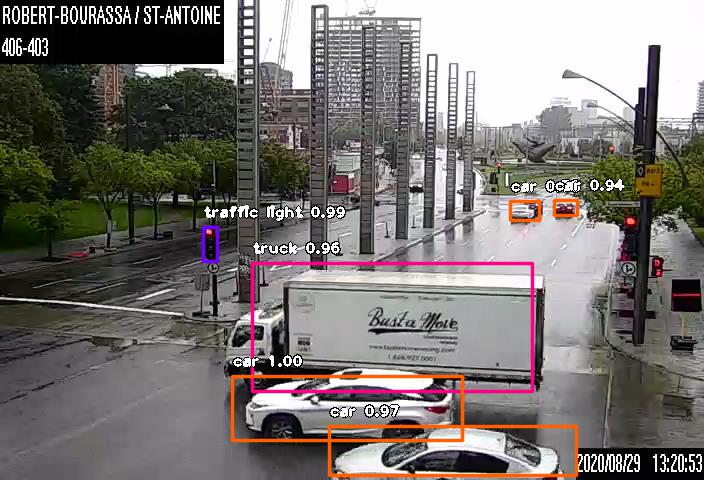 ROBERT-BOURASSA / ST-ANTOINE
406-403
car 0.94
traffic light 0.99
truck 0.96
Bust a Move
car 1.00
car 0.97
2020/08/29 13:20:53